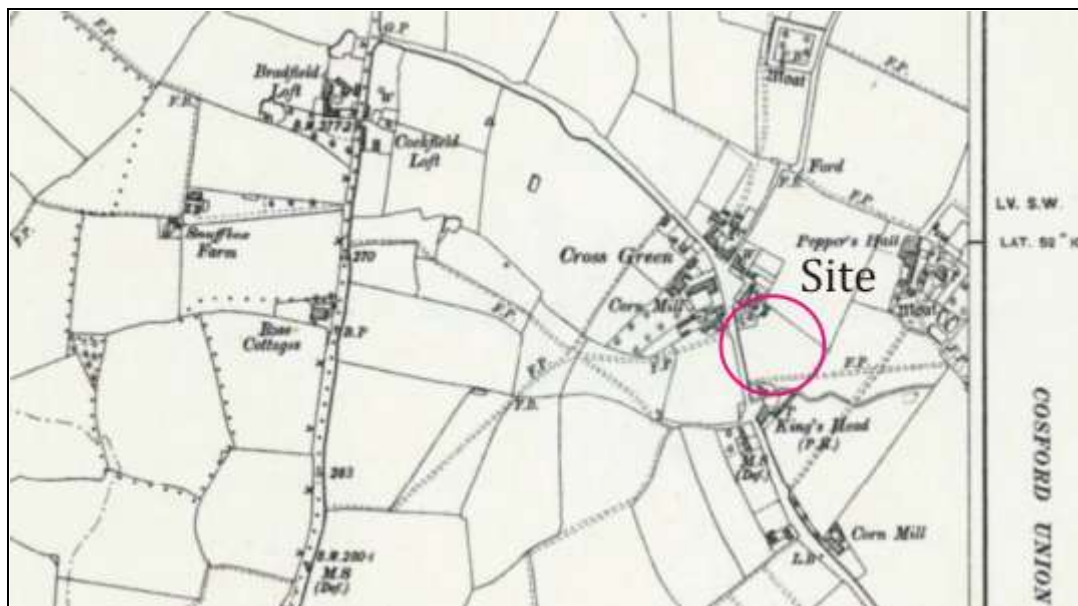 F.P.
G.P
Moat
F.P.
Bradfield
Loft
F.B.
W
B.M. 277.2
Cockfield
Loft
Ford
F.B.
F.P.
LV. S.W.
Snuffbox
Farm
F.P.
270
Cross Green
Pepper's Hall
LAT. 52°
Site
Moat
Corn Mill
Rose
Cottages
B.P
F.P.
F.P.
F.P.
F.P.
F.P.
F.B.
King's Head
(P.H.)
M.S
(Def.)
283
COSFORD UNION
Corn Mill
L.B
B.M. 280.1
M.S
(Def.)